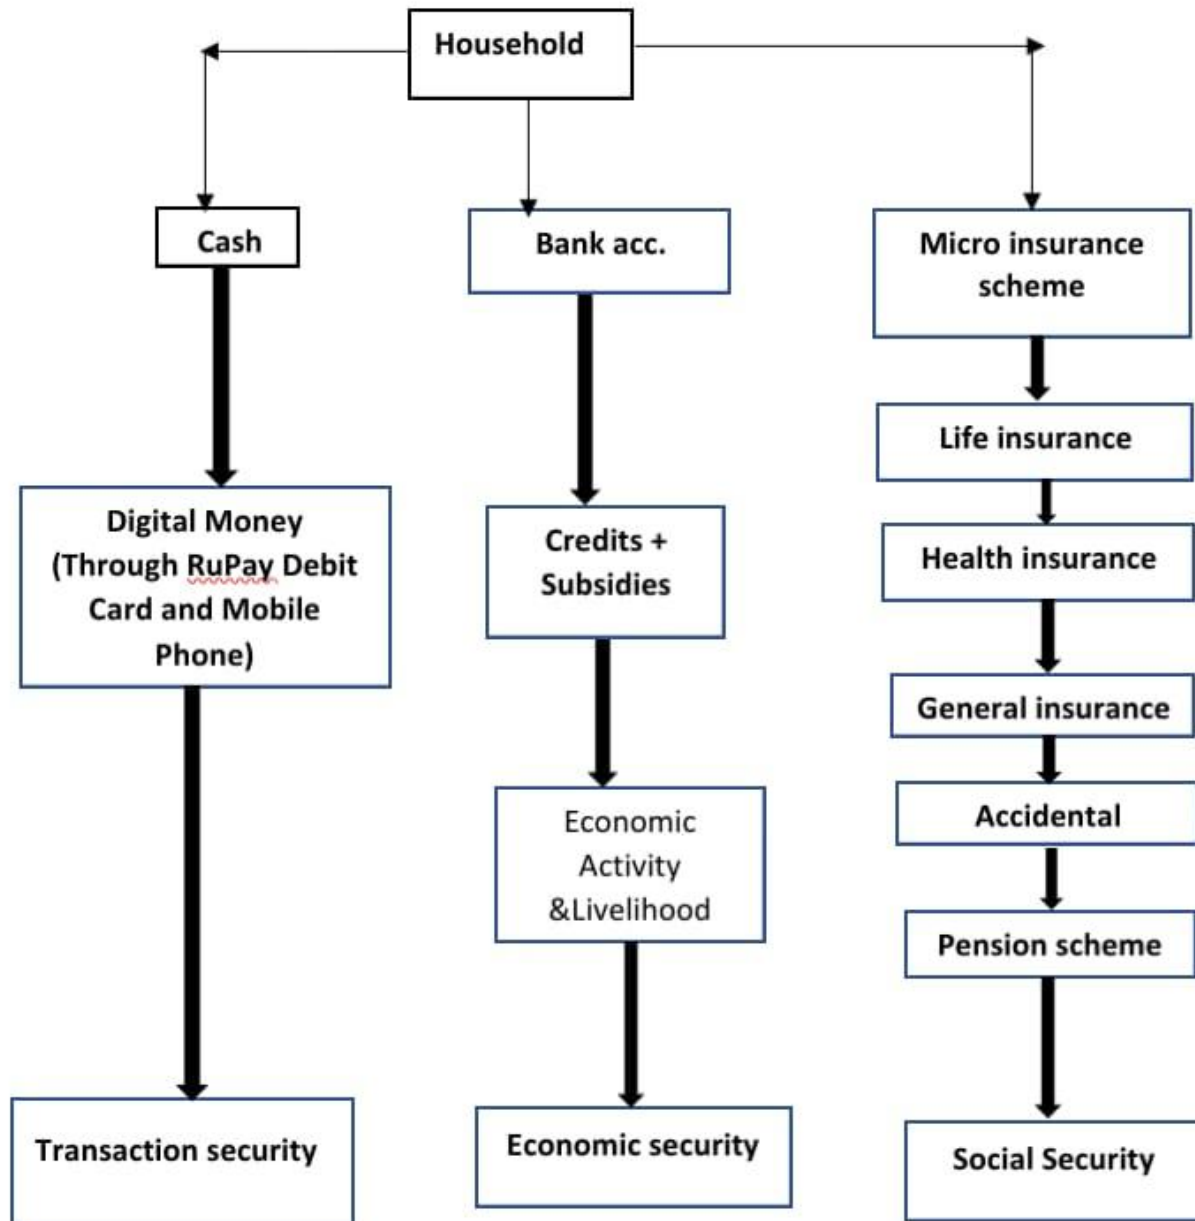 Household
Cash
Digital Money
(Through RuPay Debit
Card and Mobile
Phone)
Transaction security
Bank acc.
Credits +
Subsidies
Economic
Activity
&Livelihood
Economic security
Micro insurance
scheme
Life insurance
Health insurance
General insurance
Accidental
Pension scheme
Social Security